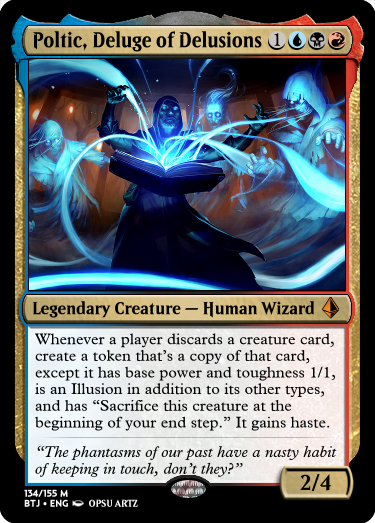 Poltic, Deluge of Delusions 1
Legendary Creature — Human Wizard
Whenever a player discards a creature card,
create a token that's a copy of that card,
except it has base power and toughness 1/1,
is an Illusion in addition to its other types,
and has “Sacrifice this creature at the
beginning of your end step.” It gains haste.
“The phantasms of our past have a nasty habit
of keeping in touch, don't they?”
2/4
134/155 M
BTJ • ENG OPSU ARTZ